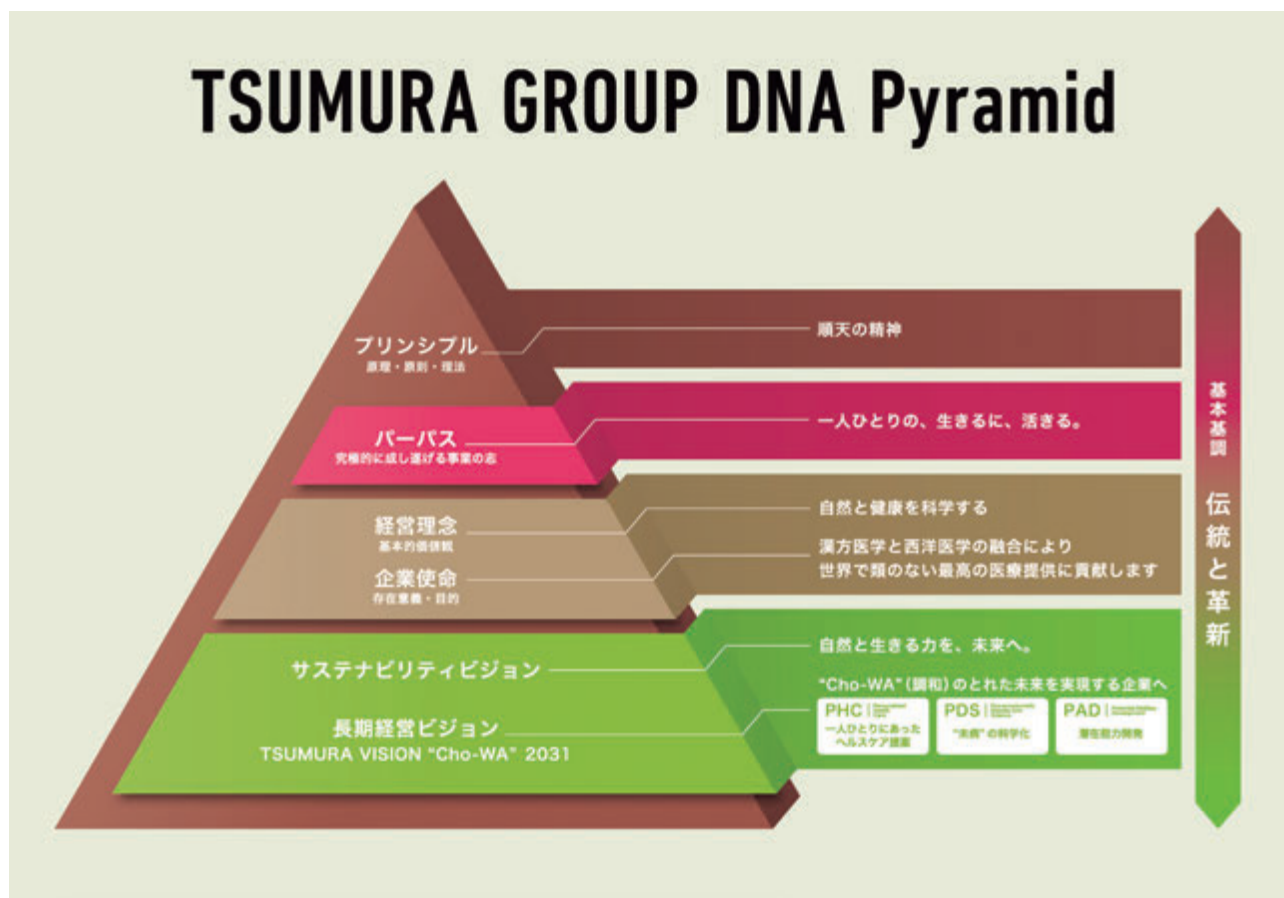 TSUMURA GROUP DNA Pyramid
プリンシプル
原理・原則・理法
順天の精神
パーパス
究極的に成し遂げる事業の志
一人ひとりの、生きるに、活きる。
経営理念
基本的価値観
自然と健康を科学する
企業使命
存在意義・目的
漢方医学と西洋医学の融合により
世界で類のない最高の医療提供に貢献します
サステナビリティビジョン
自然と生きる力を、未来へ。
長期経営ビジョン
TSUMURA VISION “Cho-WA” 2031
“Cho-WA”(調和)のとれた未来を実現する企業へ
PHC
一人ひとりにあった
ヘルスケア提案
PDS
“未病”の科学化
PAD
潜在能力開発
基本基調
伝統と革新